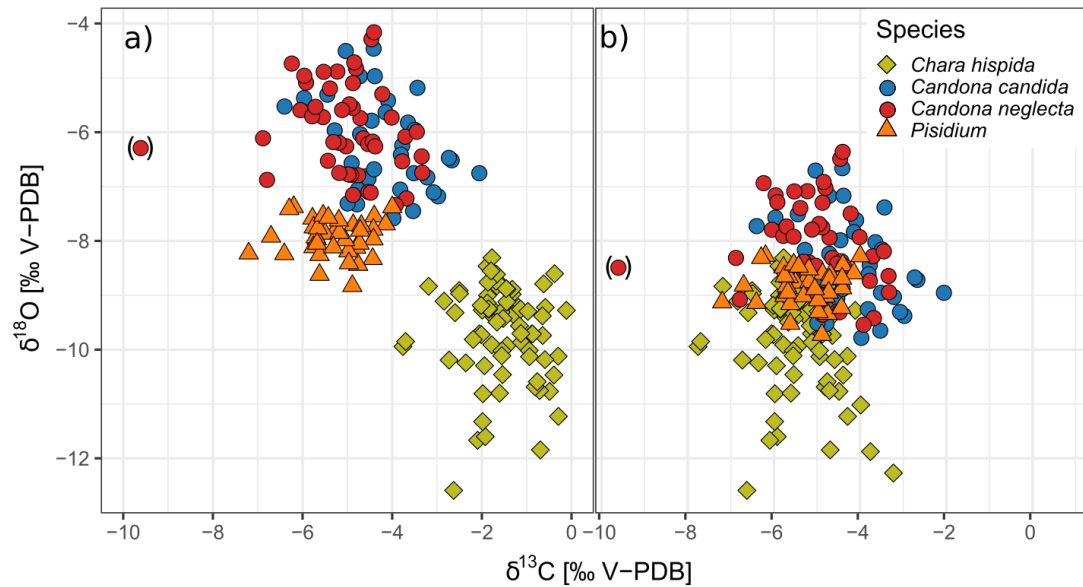 a)
b)
Species
Chara hispida
Candona candida
Candona neglecta
Pisidium
−4
−6
−8
−10
−12
δ¹⁸O [‰ V−PDB]
( )
( )
−10 −8 −6 −4 −2 0
−10 −8 −6 −4 −2 0
δ¹³C [‰ V−PDB]